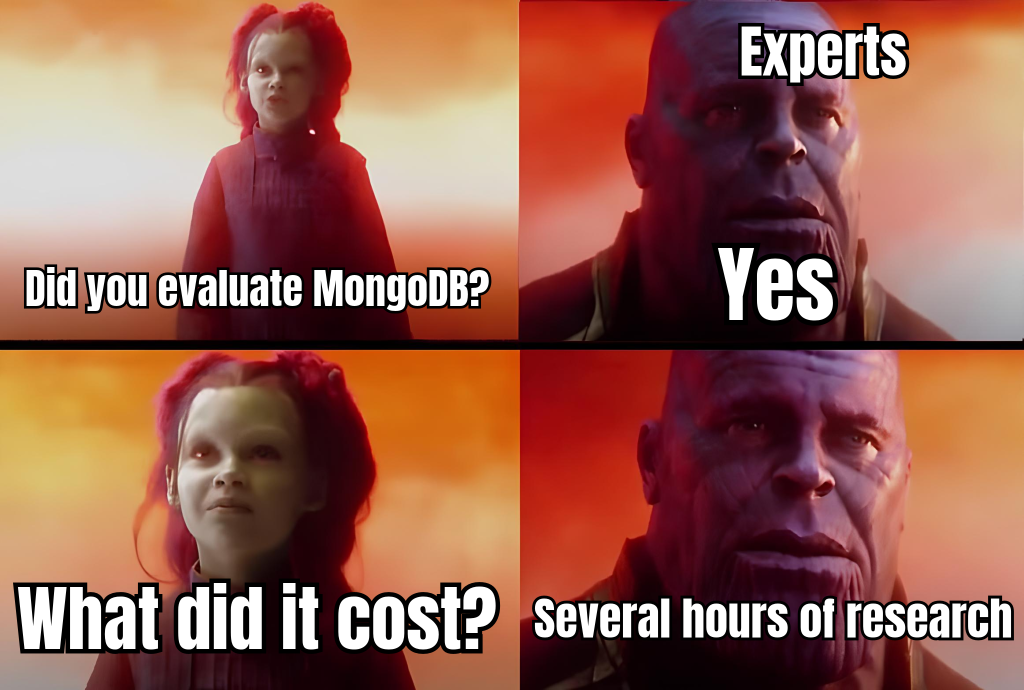 Experts
Did you evaluate MongoDB?
Yes
What did it cost?
Several hours of research